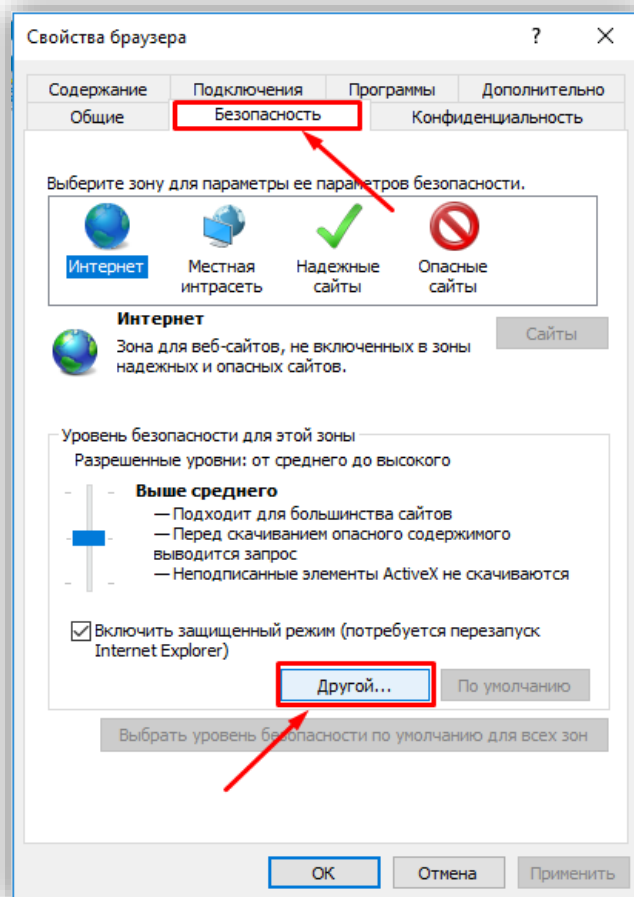 Свойства браузера ?
Содержание Подключения Программы Дополнительно
Общие Безопасность Конфиденциальность
Выберите зону для параметры ее параметров безопасности.
Интернет Местная интрасеть Надежные сайты Опасные сайты
Интернет
Сайты
Зона для веб-сайтов, не включенных в зоны
надежных и опасных сайтов.
Уровень безопасности для этой зоны
Разрешенные уровни: от среднего до высокого
Выше среднего
— Подходит для большинства сайтов
— Перед скачиванием опасного содержимого
выводится запрос
— Неподписанные элементы ActiveX не скачиваются
Включить защищенный режим (потребуется перезапуск
Internet Explorer)
Другой... По умолчанию
Выбрать уровень безопасности по умолчанию для всех зон
ОК Отмена Применить